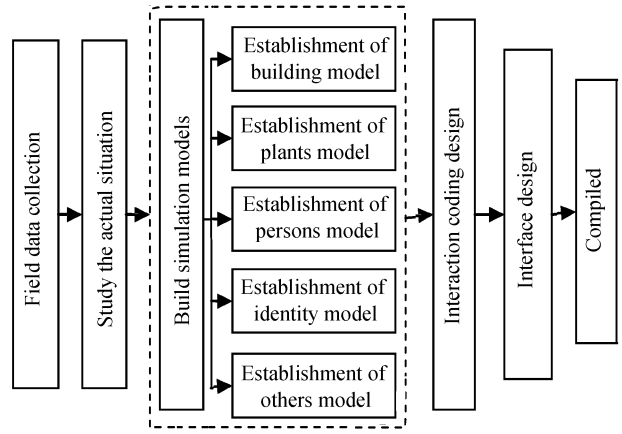 Field data collection
Study the actual situation
Build simulation models
Establishment of
building model
Establishment of
plants model
Establishment of
persons model
Establishment of
identity model
Establishment of
others model
Interaction coding design
Interface design
Compiled